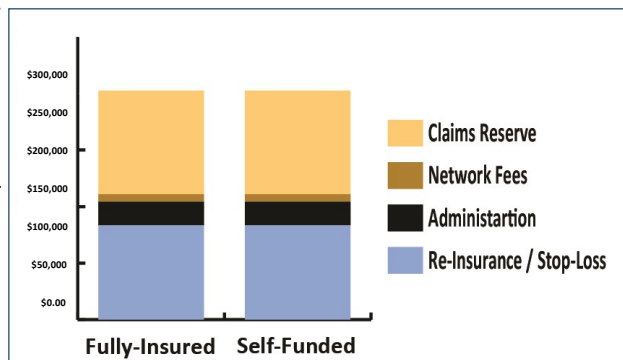 $300,000
$250,000
$200,000
$150,000
$100,000
$50,000
$0.00
Claims Reserve
Network Fees
Administartion
Re-Insurance / Stop-Loss
Fully-Insured Self-Funded